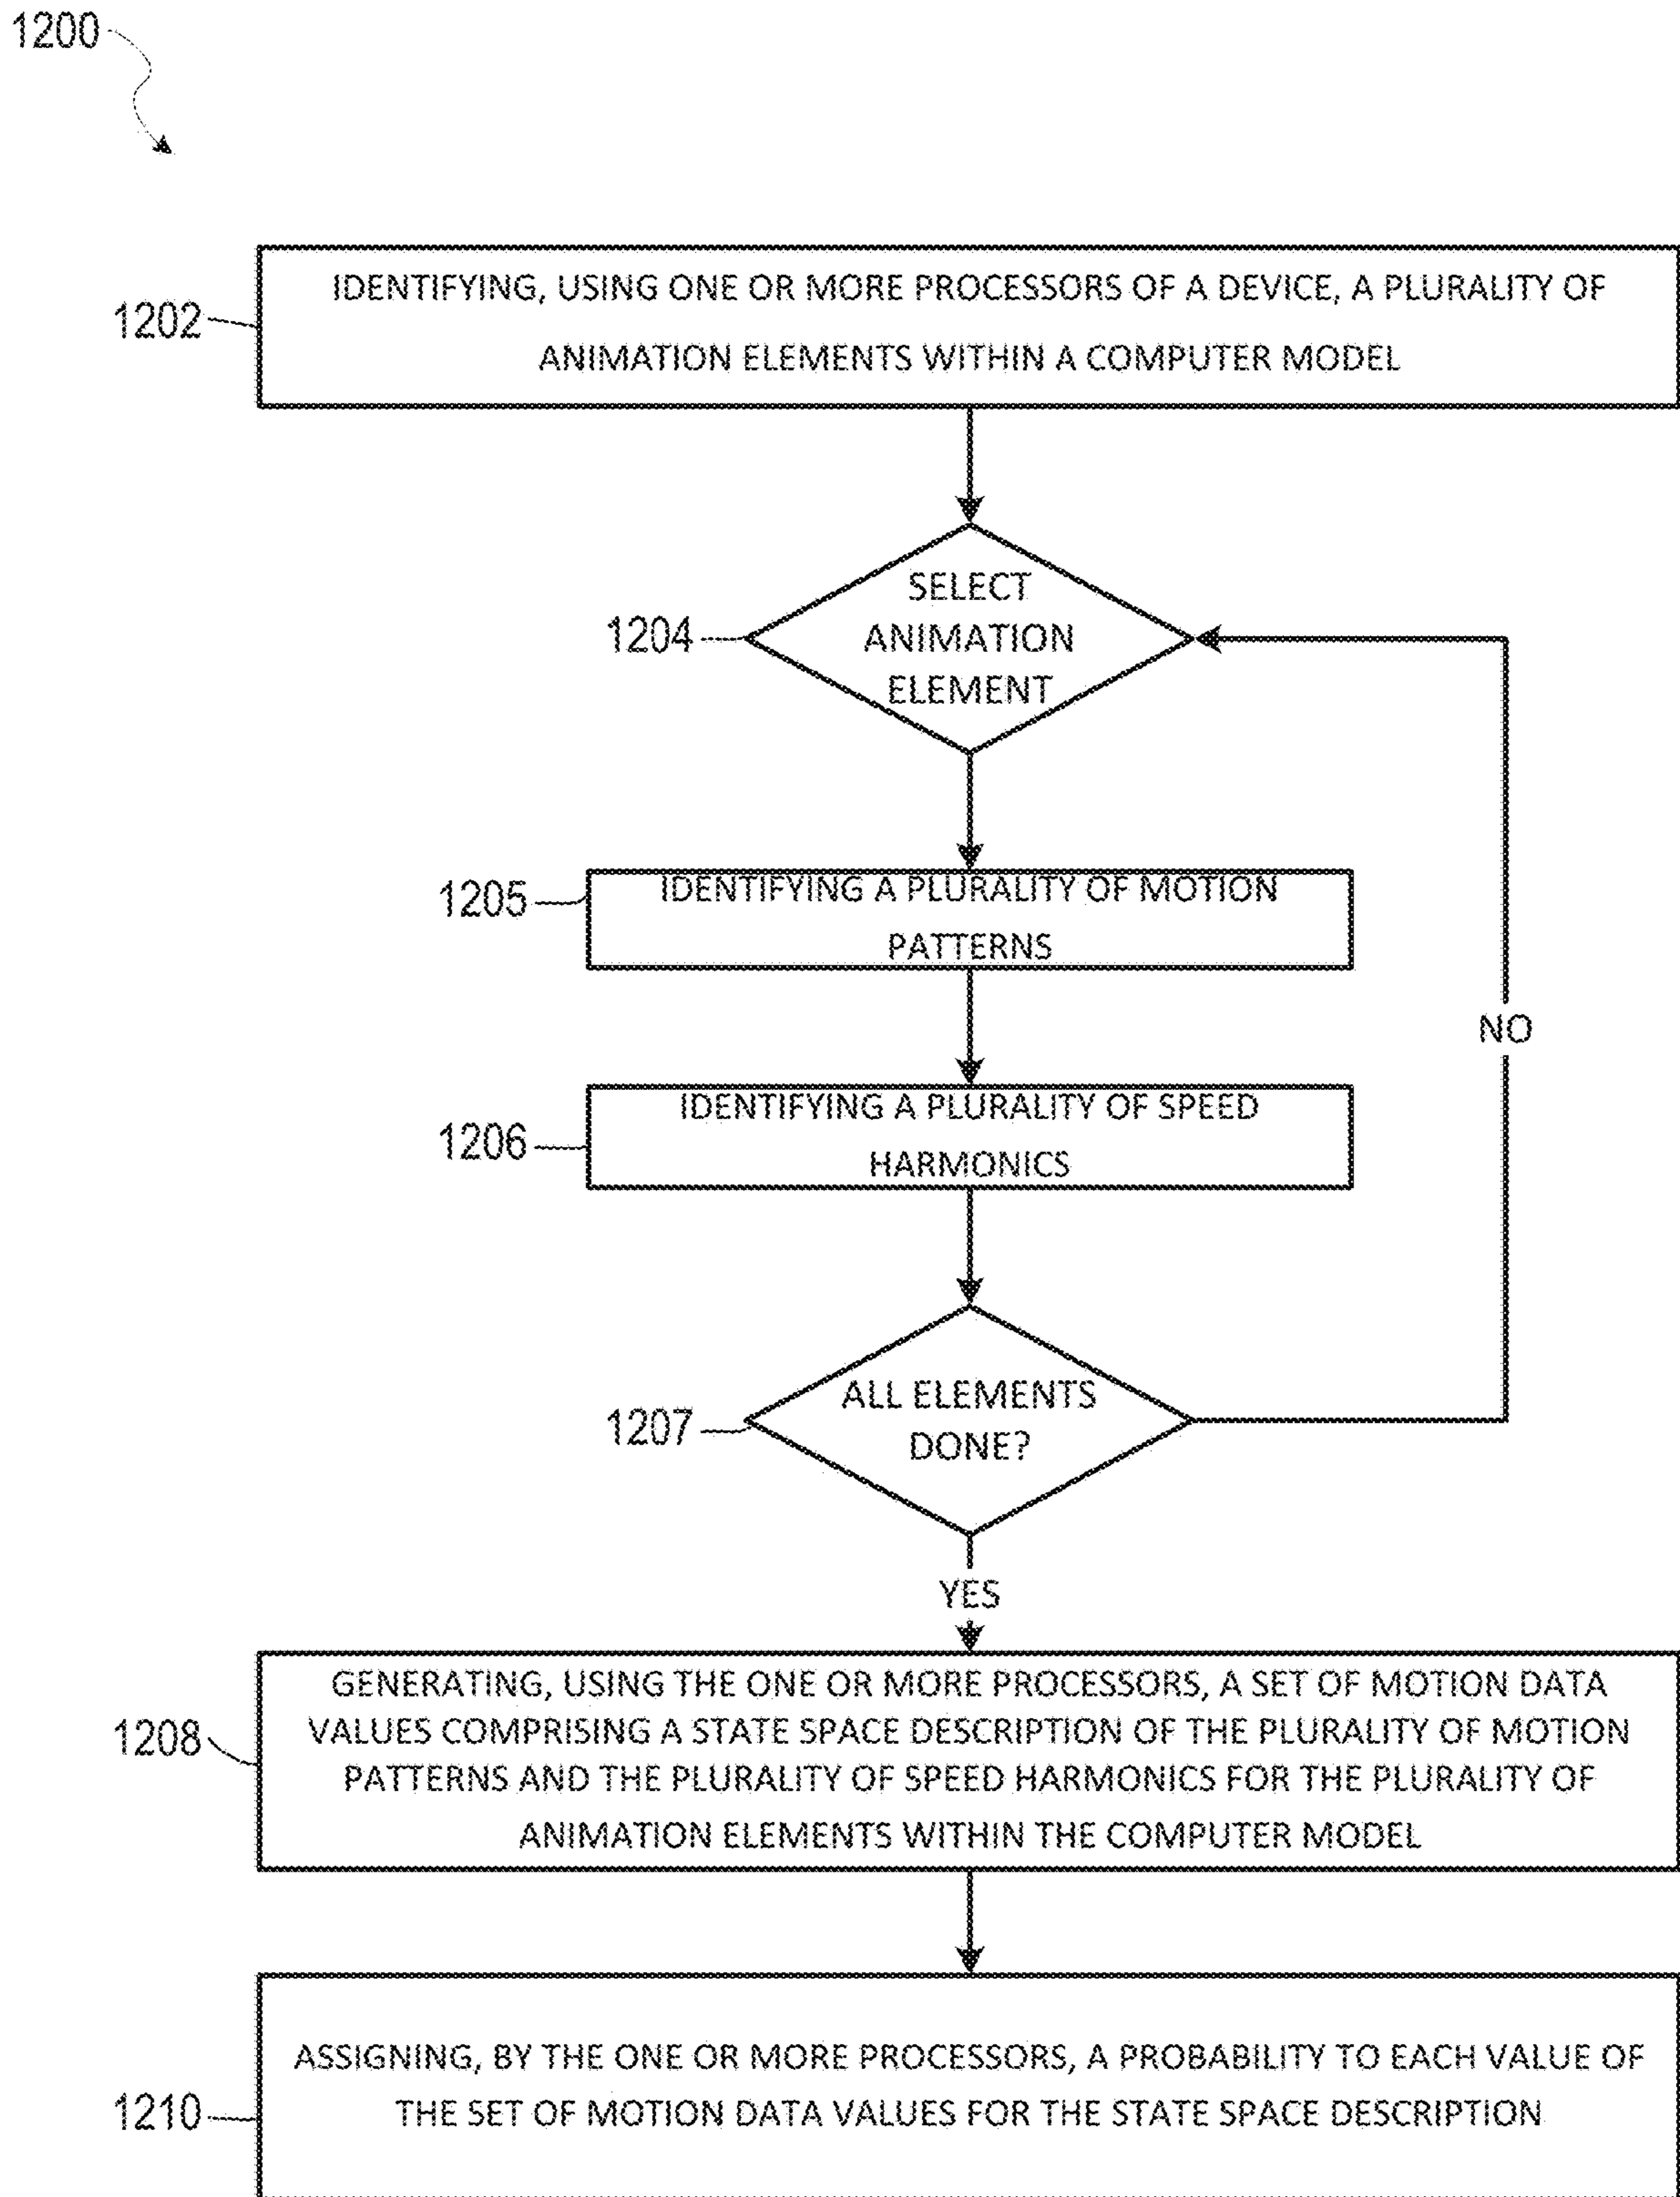 1200
1202
IDENTIFYING, USING ONE OR MORE PROCESSORS OF A DEVICE, A PLURALITY OF
ANIMATION ELEMENTS WITHIN A COMPUTER MODEL
1204
SELECT
ANIMATION
ELEMENT
1205
IDENTIFYING A PLURALITY OF MOTION
PATTERNS
NO
1206
IDENTIFYING A PLURALITY OF SPEED
HARMONICS
1207
ALL ELEMENTS
DONE?
YES
1208
GENERATING, USING THE ONE OR MORE PROCESSORS, A SET OF MOTION DATA
VALUES COMPRISING A STATE SPACE DESCRIPTION OF THE PLURALITY OF MOTION
PATTERNS AND THE PLURALITY OF SPEED HARMONICS FOR THE PLURALITY OF
ANIMATION ELEMENTS WITHIN THE COMPUTER MODEL
1210
ASSIGNING, BY THE ONE OR MORE PROCESSORS, A PROBABILITY TO EACH VALUE OF
THE SET OF MOTION DATA VALUES FOR THE STATE SPACE DESCRIPTION